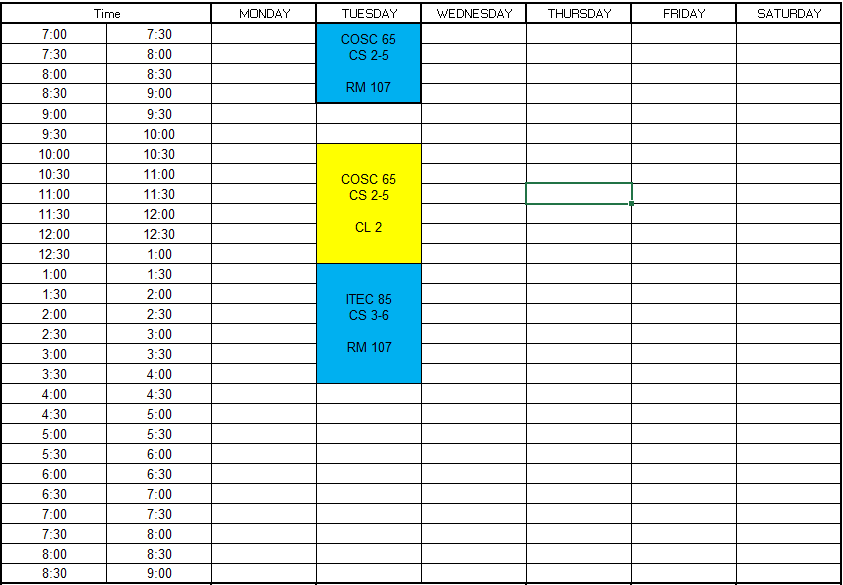 Time MONDAY TUESDAY WEDNESDAY THURSDAY FRIDAY SATURDAY
7:00 7:30
7:30 8:00
8:00 8:30
8:30 9:00
COSC 65
CS 2-5
RM 107
9:00 9:30
9:30 10:00
10:00 10:30
10:30 11:00
11:00 11:30
11:30 12:00
12:00 12:30
12:30 1:00
COSC 65
CS 2-5
CL 2
1:00 1:30
1:30 2:00
2:00 2:30
2:30 3:00
3:00 3:30
3:30 4:00
ITEC 85
CS 3-6
RM 107
4:00 4:30
4:30 5:00
5:00 5:30
5:30 6:00
6:00 6:30
6:30 7:00
7:00 7:30
7:30 8:00
8:00 8:30
8:30 9:00